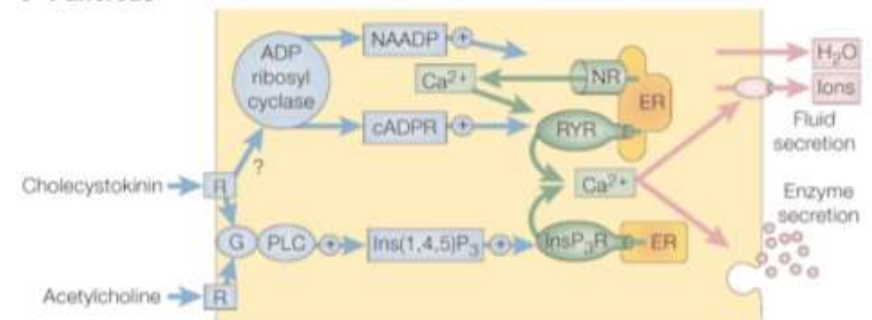 ADP
ribosyl
cyclase
NAADP
+
Ca2+
NR
ER
H2O
Ions
Fluid
secretion
cADPR
+
RYR
?
Cholecystokinin
R
Ca2+
Enzyme
secretion
G
PLC
+
Ins(1,4,5)P3
+
InsP3R
ER
Acetylcholine
R